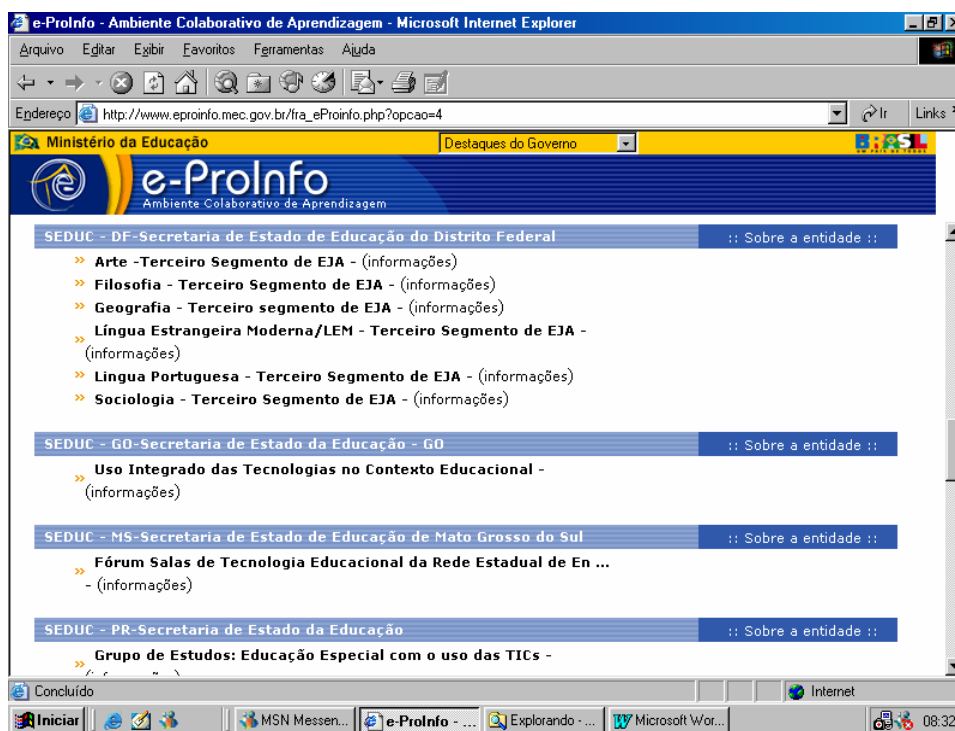 e-ProInfo - Ambiente Colaborativo de Aprendizagem - Microsoft Internet Explorer
Arquivo Editar Exibir Favoritos Ferramentas Ajuda
Endereço http://www.eproinfo.mec.gov.br/fra_eProinfo.php?opcao=4 Ir Links
Ministério da Educação Destaques do Governo BRASIL
UM PAÍS DE TODOS
e-ProInfo
Ambiente Colaborativo de Aprendizagem
SEDUC - DF-Secretaria de Estado de Educação do Distrito Federal :: Sobre a entidade ::
» Arte -Terceiro Segmento de EJA - (informações)
» Filosofia - Terceiro Segmento de EJA - (informações)
» Geografia - Terceiro segmento de EJA - (informações)
» Língua Estrangeira Moderna/LEM - Terceiro Segmento de EJA -
(informações)
» Lingua Portuguesa - Terceiro Segmento de EJA - (informações)
» Sociologia - Terceiro Segmento de EJA - (informações)
SEDUC - GO-Secretaria de Estado da Educação - GO :: Sobre a entidade ::
» Uso Integrado das Tecnologias no Contexto Educacional -
(informações)
SEDUC - MS-Secretaria de Estado de Educação de Mato Grosso do Sul :: Sobre a entidade ::
» Fórum Salas de Tecnologia Educacional da Rede Estadual de En ...
- (informações)
SEDUC - PR-Secretaria de Estado da Educação :: Sobre a entidade ::
» Grupo de Estudos: Educação Especial com o uso das TICs -
Concluído Internet
Iniciar MSN Messen... e-ProInfo - ... Explorando - ... Microsoft Wor... 08:32